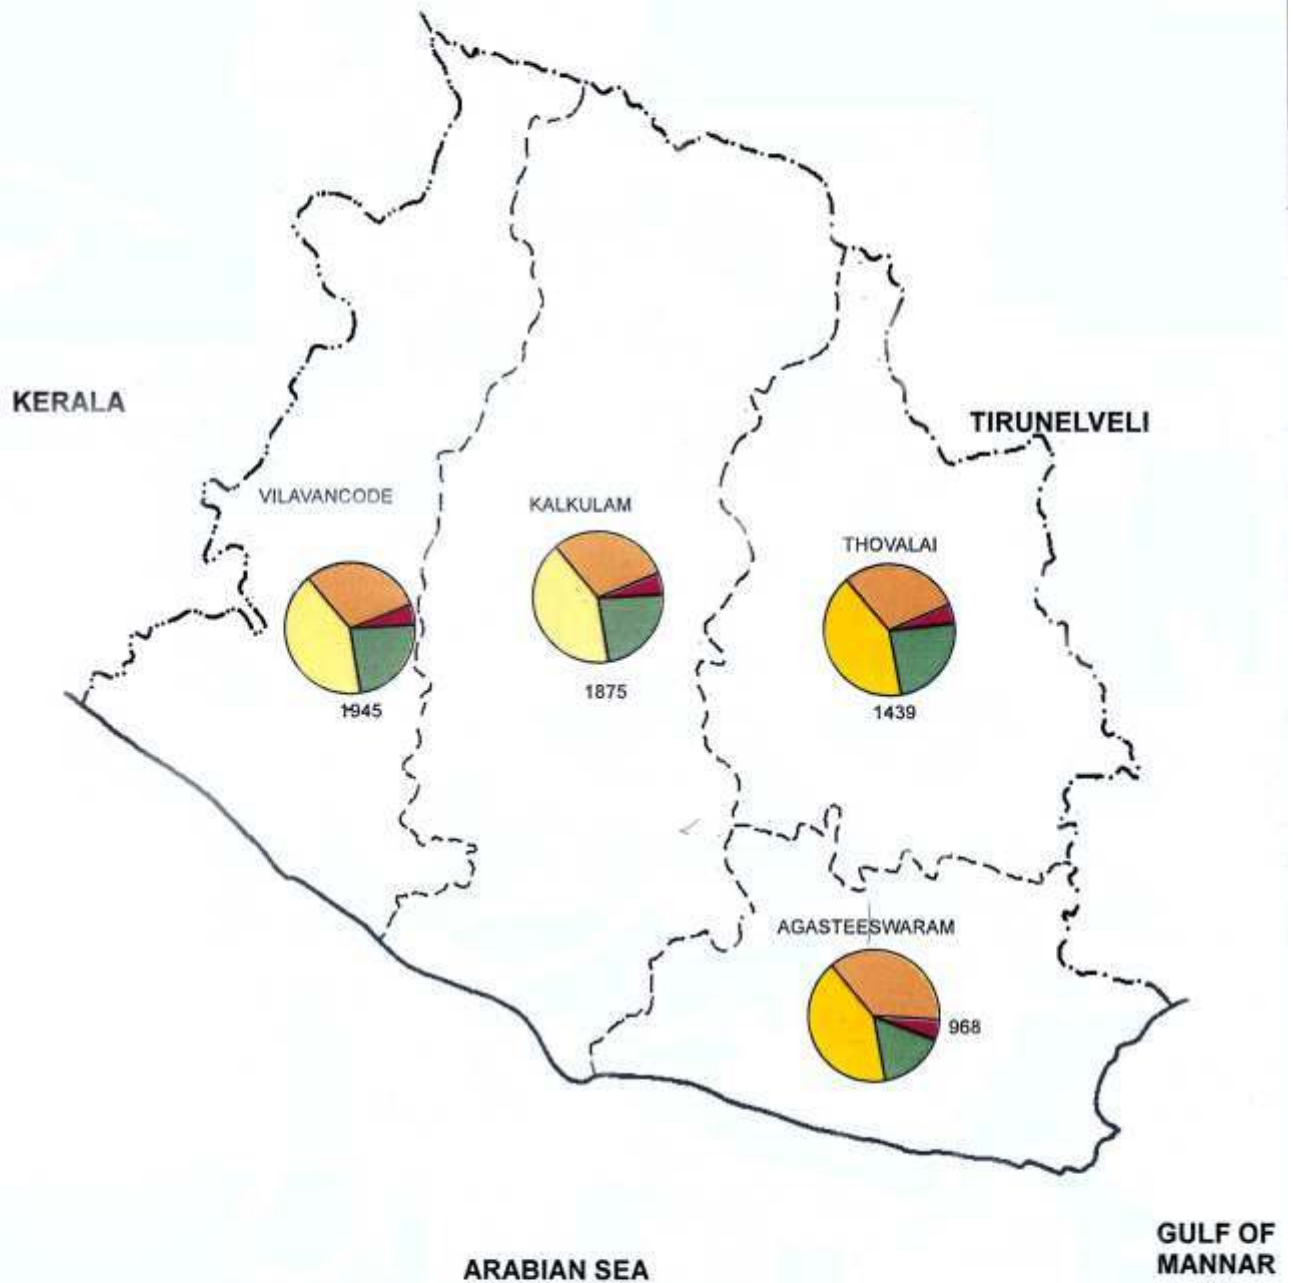 KERALA
TIRUNELVELI
VILAVANCODE
KALKULAM
THOVALAI
1945
1875
1439
AGASTEESWARAM
968
ARABIAN SEA
GULF OF
MANNAR